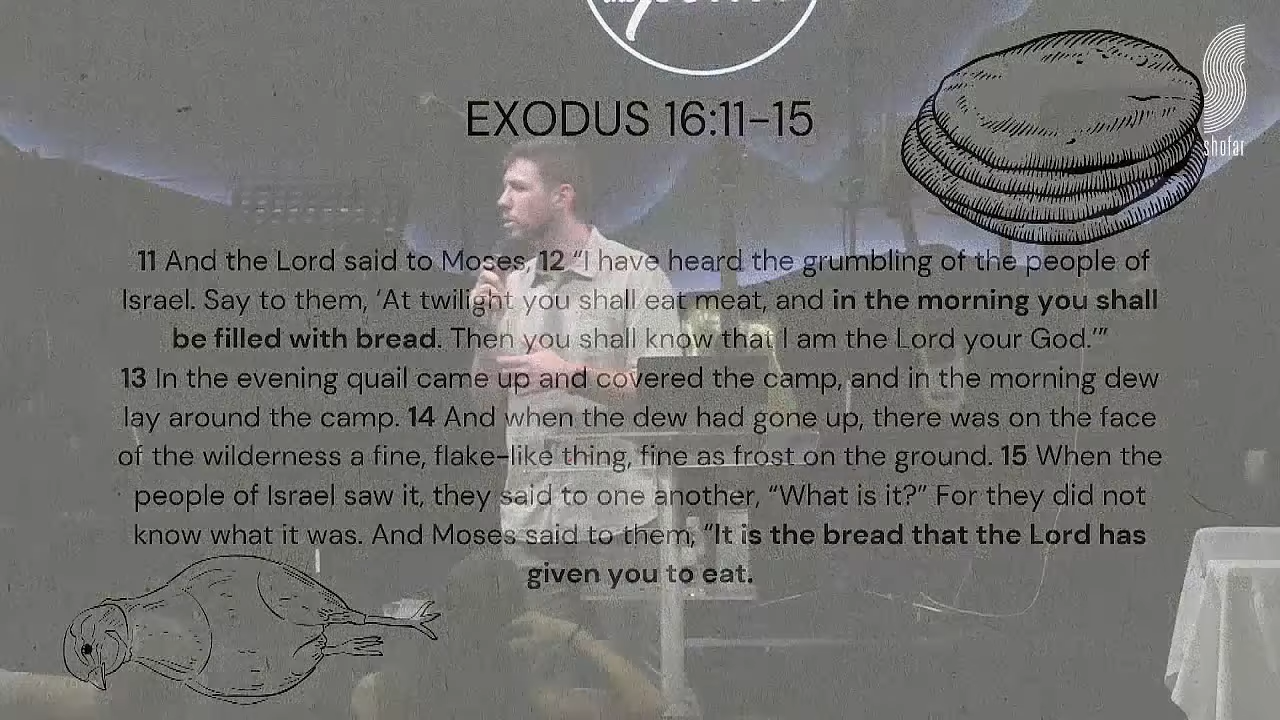 EXODUS 16:11-15
shofar
11 And the Lord said to Moses, 12 “I have heard the grumbling of the people of
Israel. Say to them, ‘At twilight you shall eat meat, and in the morning you shall
be filled with bread. Then you shall know that I am the Lord your God.’”
13 In the evening quail came up and covered the camp, and in the morning dew
lay around the camp. 14 And when the dew had gone up, there was on the face
of the wilderness a fine, flake-like thing, fine as frost on the ground. 15 When the
people of Israel saw it, they said to one another, “What is it?” For they did not
know what it was. And Moses said to them, “It is the bread that the Lord has
given you to eat.